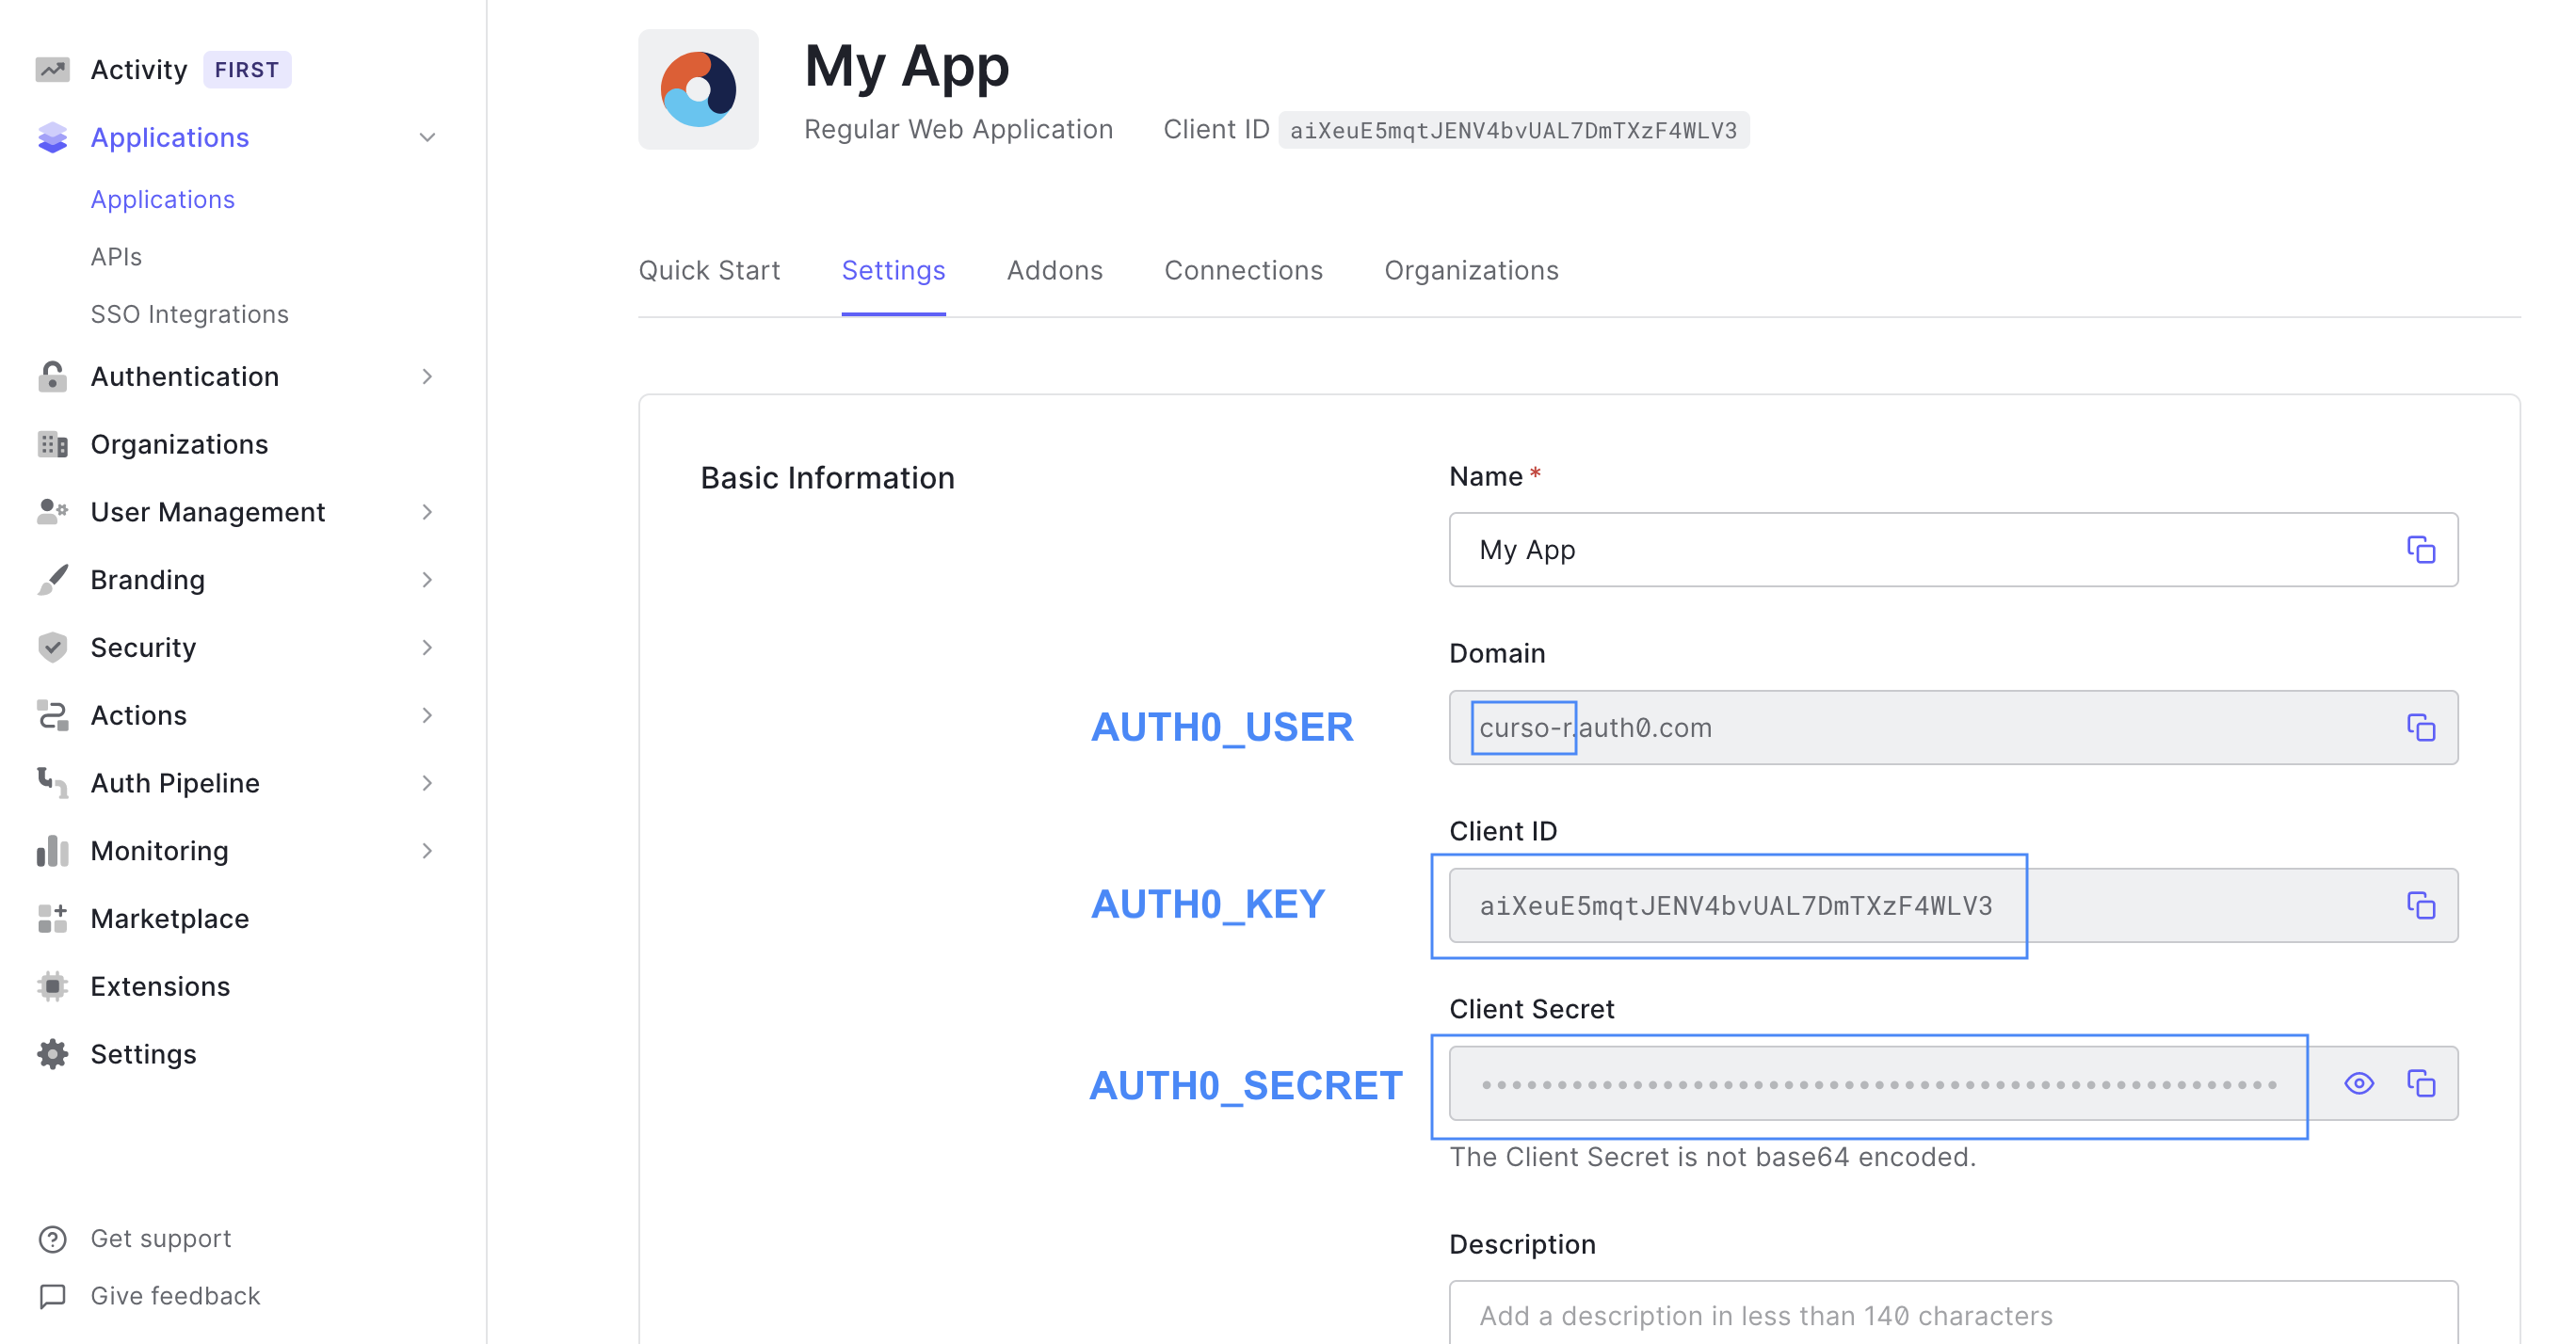 Activity FIRST
Applications
Applications
APIs
SSO Integrations
Authentication
Organizations
User Management
Branding
Security
Actions
Auth Pipeline
Monitoring
Marketplace
Extensions
Settings
Get support
Give feedback
My App
Regular Web Application Client ID aiXeuE5mqtJENV4bvUAL7DmTXzF4WLV3
Quick Start Settings Addons Connections Organizations
Basic Information
Name *
My App
Domain
AUTH0_USER curso-r.auth0.com
Client ID
AUTH0_KEY aiXeuE5mqtJENV4bvUAL7DmTXzF4WLV3
Client Secret
AUTH0_SECRET
The Client Secret is not base64 encoded.
Description
Add a description in less than 140 characters